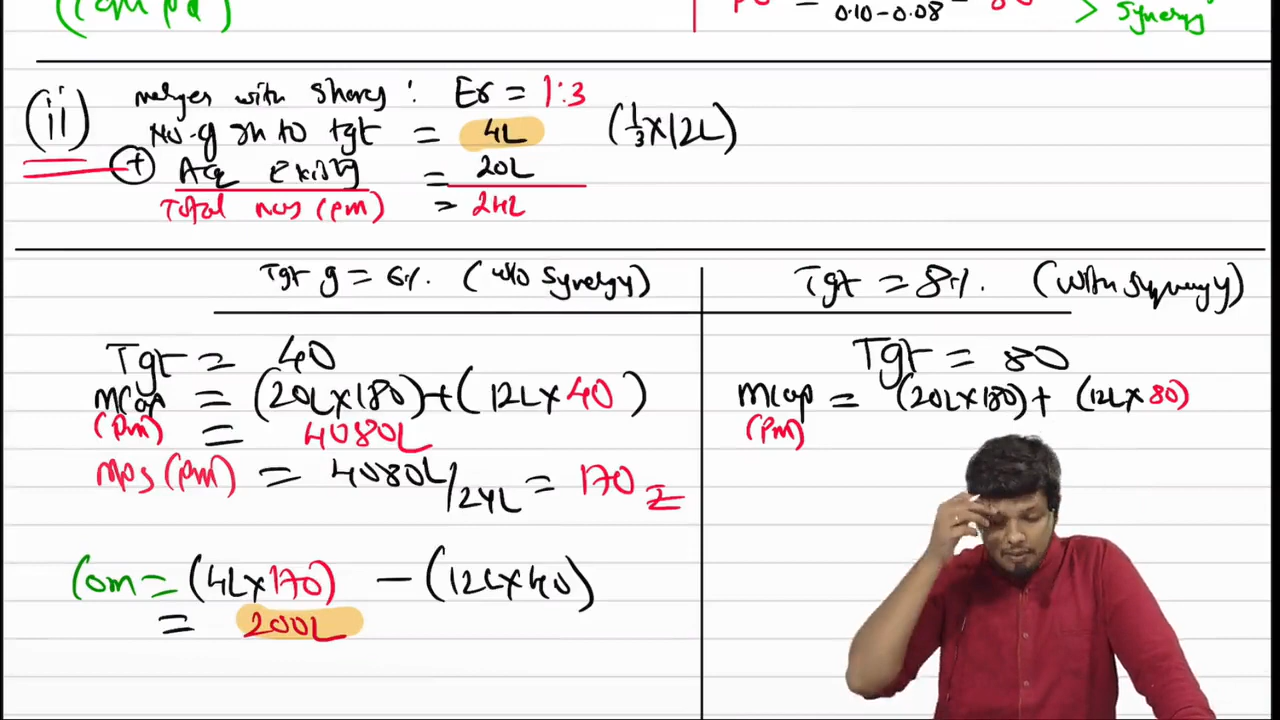 0.10-0.08
> Synergy
(ii) merger with shares : ER = 1:3
No. of sh to tgt = 4L (1/3 x 12L)
+ Acq existg = 20L
Total nos (pm) = 24L
Tgt g = 6%. (w/o Synergy)
Tgt = 40
mcap (pm) = (20L x 180) + (12L x 40)
= 4080L
mps (pm) = 4080L/24L = 170
Com = (4L x 170) - (12L x 40)
= 200L
Tgt = 8%. (with synergy)
Tgt = 80
mcap (pm) = (20L x 180) + (12L x 80)